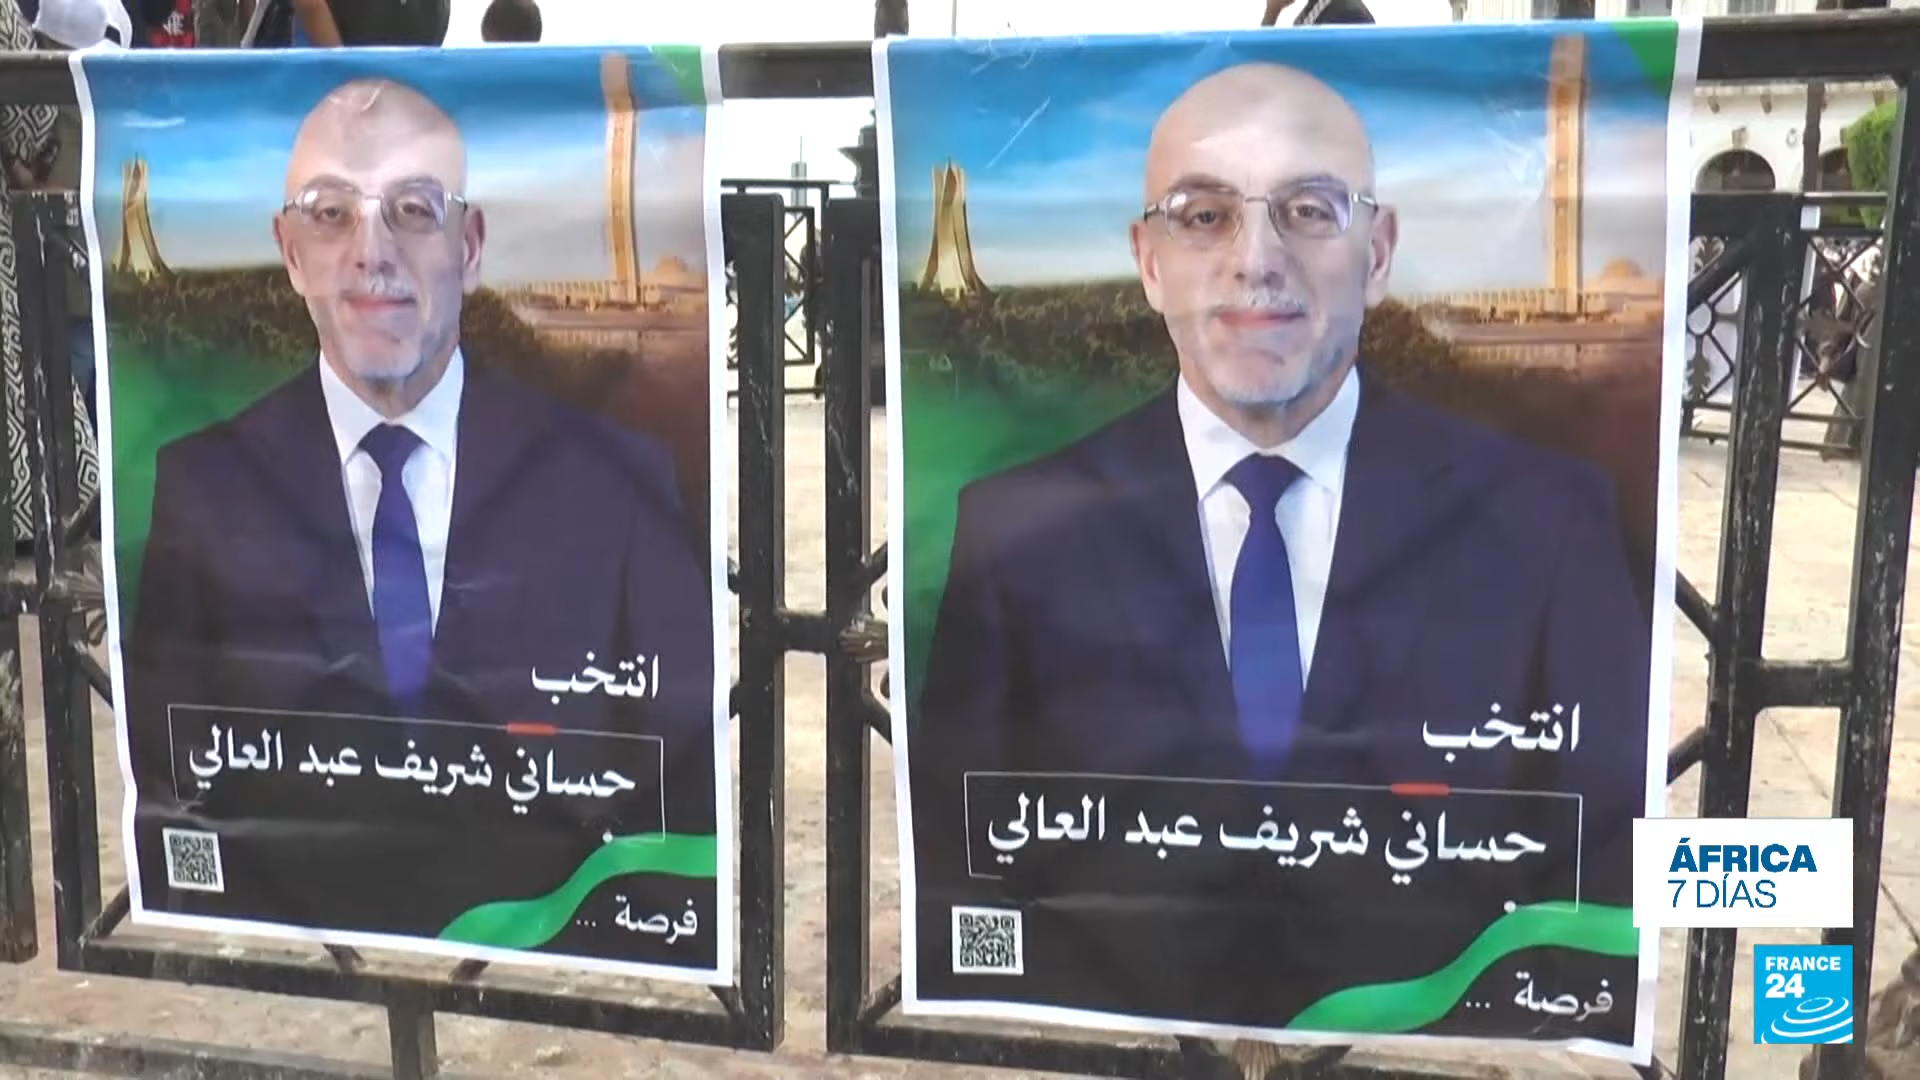 انتخب
حساني شريف عبد العالي
فرصة ...
انتخب
حساني شريف عبد العالي
فرصة ...
ÁFRICA
7 DÍAS
FRANCE
24